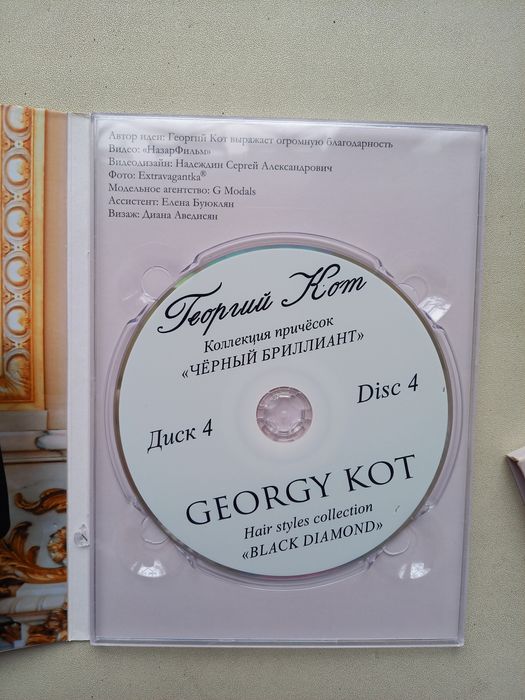 Автор идеи: Георгий Кот выражает огромную благодарность
Видео: «НазарФильм»
Видеодизайн: Надеждин Сергей Александрович
Фото: Extravagantka®
Модельное агентство: G Modals
Ассистент: Елена Буюклян
Визаж: Диана Аведисян
Георгий Кот
Коллекция причёсок
«ЧЁРНЫЙ БРИЛЛИАНТ»
Диск 4
Disc 4
GEORGY KOT
Hair styles collection
«BLACK DIAMOND»